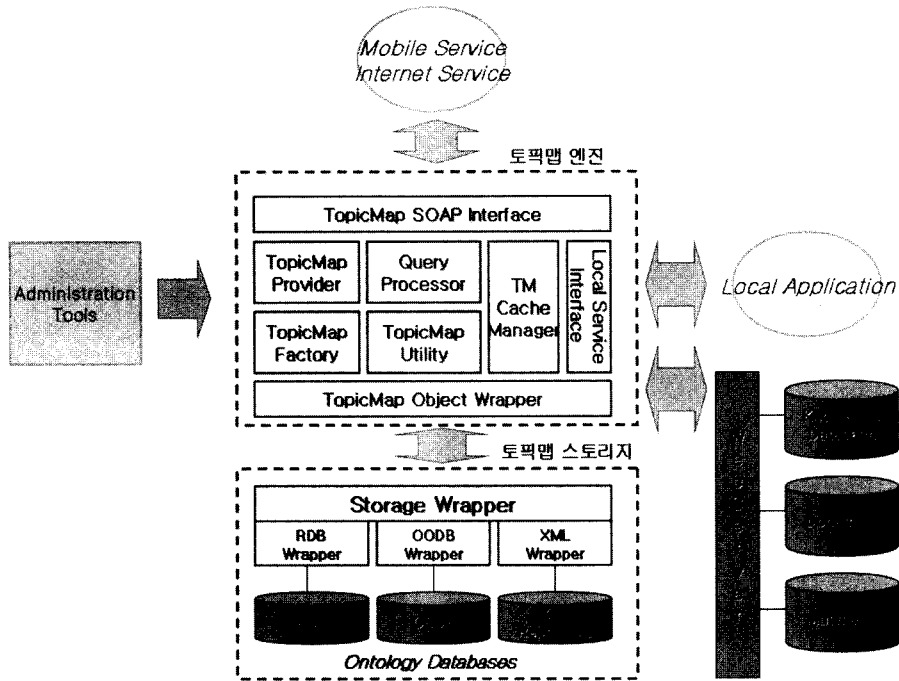 Mobile Service
Internet Service
토픽맵 엔진
TopicMap SOAP Interface
TopicMap
Provider
Query
Processor
TM
Cache
Manager
Local Service
Interface
TopicMap
Factory
TopicMap
Utility
TopicMap Object Wrapper
Administration
Tools
Local Application
토픽맵 스토리지
Storage Wrapper
RDB
Wrapper
OODB
Wrapper
XML
Wrapper
Ontology Databases